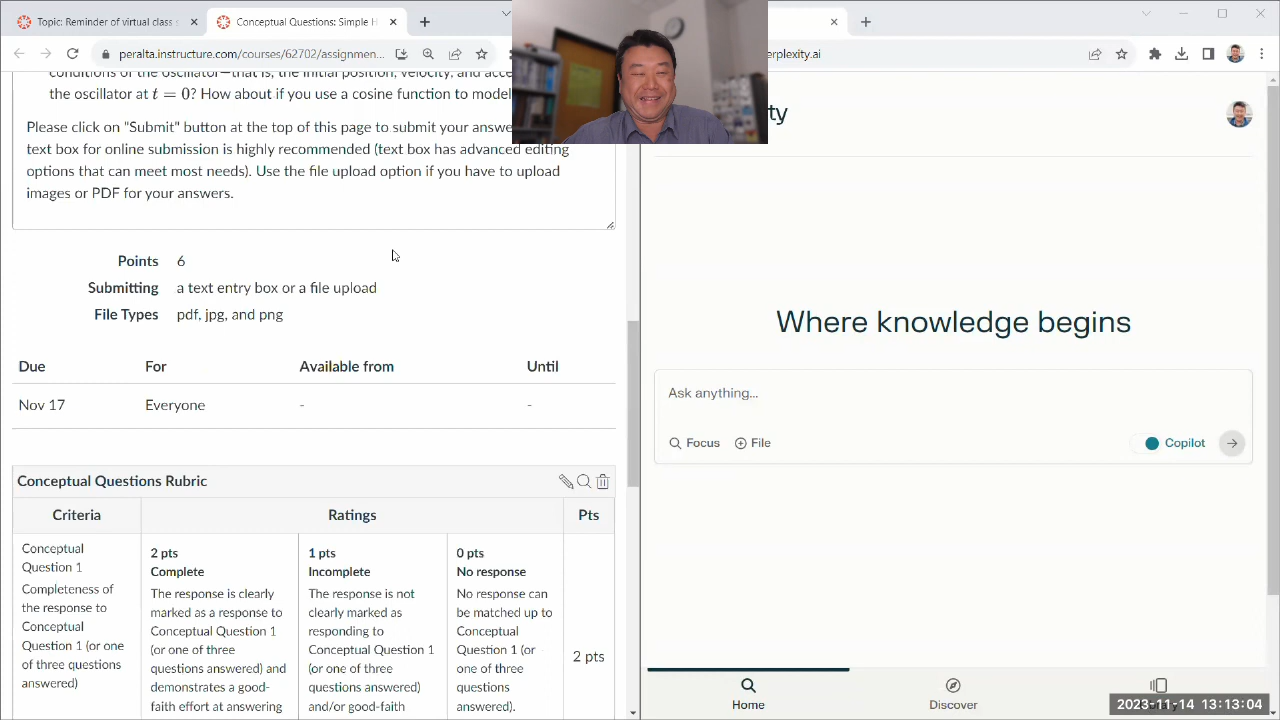 Topic: Reminder of virtual class
Conceptual Questions: Simple H
peralta.instructure.com/courses/62702/assignmen...
perplexity.ai
conditions of the oscillator—that is, the initial position, velocity, and acce
the oscillator at t = 0? How about if you use a cosine function to model
Please click on "Submit" button at the top of this page to submit your answe
text box for online submission is highly recommended (text box has advanced editing
options that can meet most needs). Use the file upload option if you have to upload
images or PDF for your answers.
Points 6
Submitting a text entry box or a file upload
File Types pdf, jpg, and png
Due For Available from Until
Nov 17 Everyone - -
Conceptual Questions Rubric
Criteria Ratings Pts
Conceptual
Question 1
Completeness of
the response to
Conceptual
Question 1 (or one
of three questions
answered)
2 pts
Complete
The response is clearly
marked as a response to
Conceptual Question 1
(or one of three
questions answered) and
demonstrates a good-
faith effort at answering
1 pts
Incomplete
The response is not
clearly marked as
responding to
Conceptual Question 1
(or one of three
questions answered)
and/or good-faith
0 pts
No response
No response can
be matched up to
Conceptual
Question 1 (or
one of three
questions
answered).
2 pts
ty
Where knowledge begins
Ask anything...
Focus File Copilot
Home Discover
2023-11-14 13:13:04